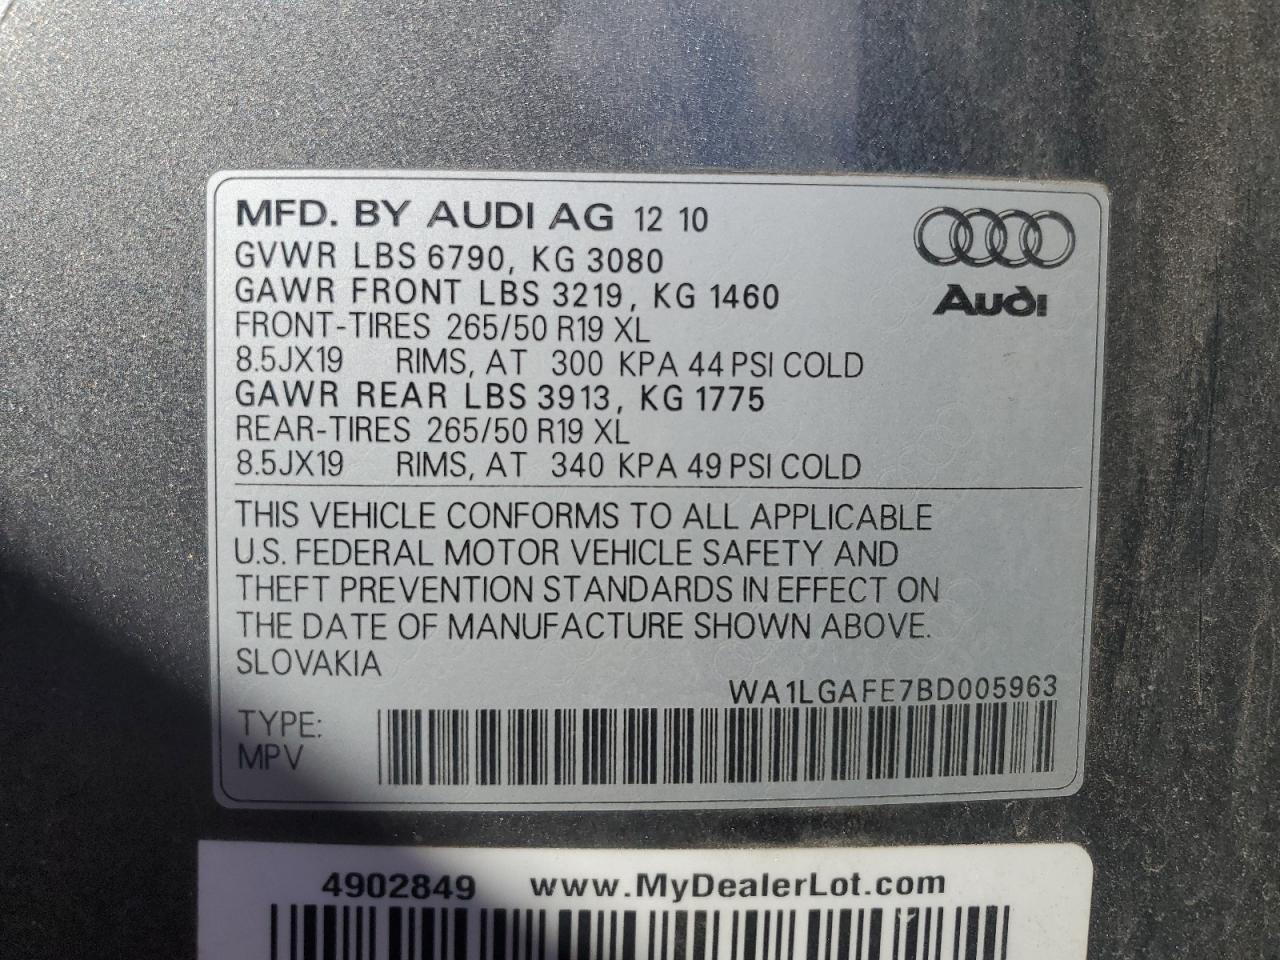 MFD. BY AUDI AG 12 10
GVWR LBS 6790, KG 3080
GAWR FRONT LBS 3219, KG 1460
FRONT-TIRES 265/50 R19 XL
8.5JX19 RIMS, AT 300 KPA 44 PSI COLD
GAWR REAR LBS 3913, KG 1775
REAR-TIRES 265/50 R19 XL
8.5JX19 RIMS, AT 340 KPA 49 PSI COLD
Audi
THIS VEHICLE CONFORMS TO ALL APPLICABLE
U.S. FEDERAL MOTOR VEHICLE SAFETY AND
THEFT PREVENTION STANDARDS IN EFFECT ON
THE DATE OF MANUFACTURE SHOWN ABOVE.
SLOVAKIA
WA1LGAFE7BD005963
TYPE:
MPV
4902849 www.MyDealerLot.com